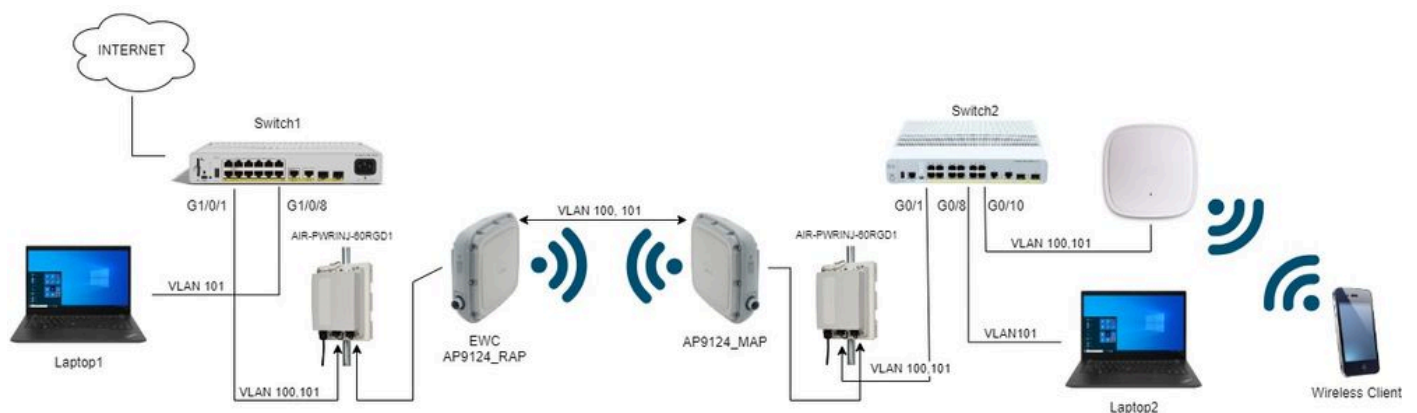 INTERNET
Switch1
Switch2
G1/0/1
G1/0/8
G0/1
G0/8
G0/10
VLAN 100, 101
AIR-PWRINJ-60RGD1
AIR-PWRINJ-60RGD1
VLAN 100,101
VLAN 101
EWC
AP9124_RAP
AP9124_MAP
VLAN101
Laptop1
VLAN 100,101
VLAN 100,101
Laptop2
Wireless Client